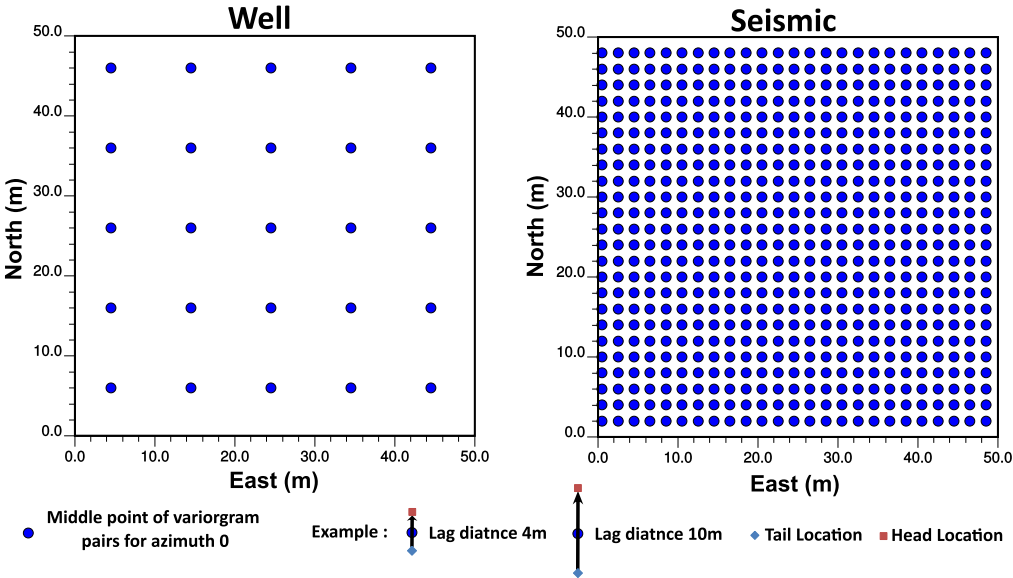 Well
50.0
40.0
30.0
20.0
10.0
0.0
North (m)
0.0 10.0 20.0 30.0 40.0 50.0
East (m)
Seismic
50.0
40.0
30.0
20.0
10.0
0.0
North (m)
0.0 10.0 20.0 30.0 40.0 50.0
East (m)
Middle point of variorgram
pairs for azimuth 0
Example : Lag diatnce 4m Lag diatnce 10m Tail Location Head Location